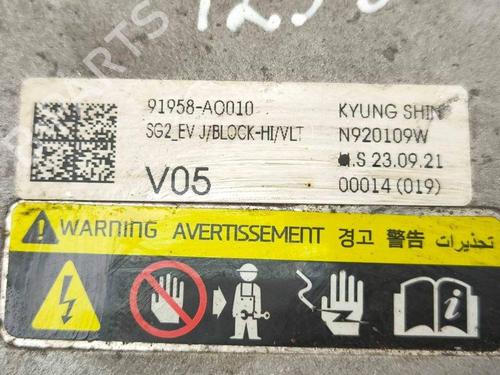 91958-AO010
SG2_EV J/BLOCK-HI/VLT
V05
KYUNG SHIN
N920109W
.S 23.09.21
00014 (019)
WARNING AVERTISSEMENT 경고 警告 تحذيرات